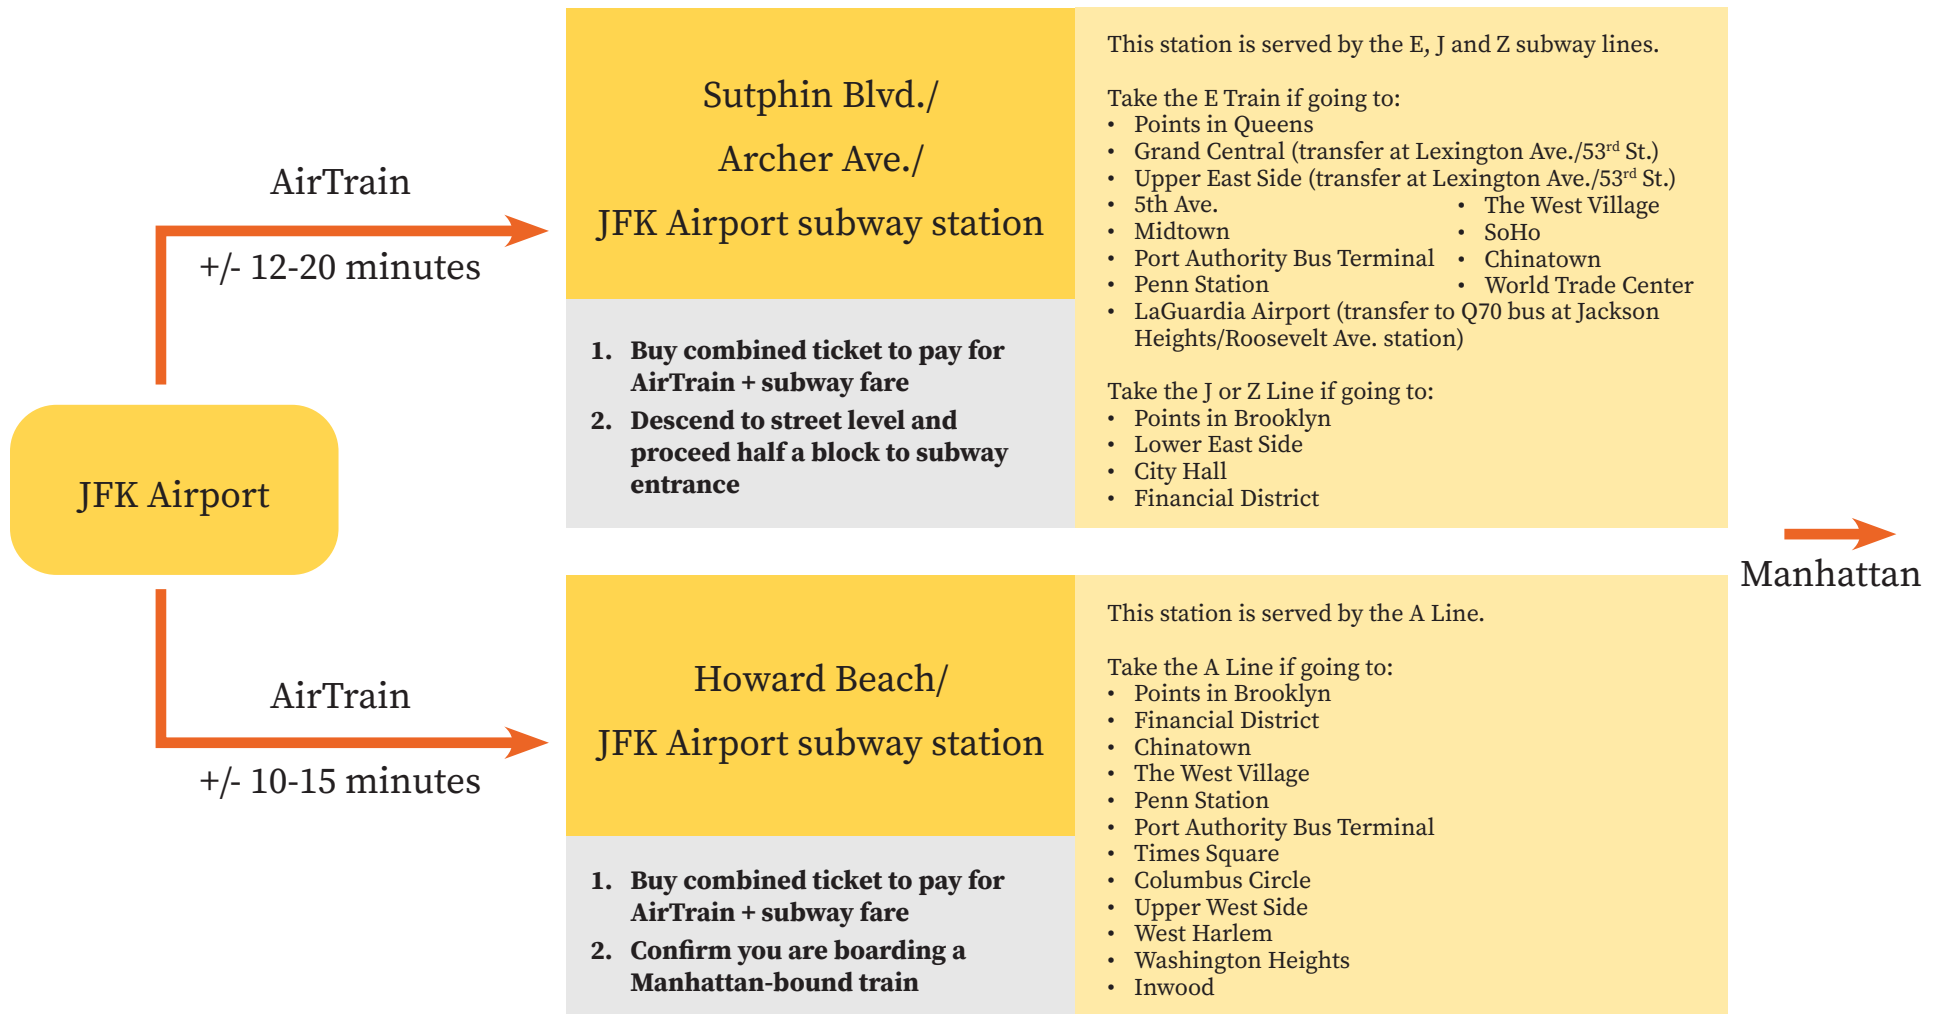 JFK Airport
AirTrain
+/- 12-20 minutes
Sutphin Blvd./
Archer Ave./
JFK Airport subway station
1. Buy combined ticket to pay for
AirTrain + subway fare
2. Descend to street level and
proceed half a block to subway
entrance
This station is served by the E, J and Z subway lines.
Take the E Train if going to:
• Points in Queens
• Grand Central (transfer at Lexington Ave./53rd St.)
• Upper East Side (transfer at Lexington Ave./53rd St.)
• 5th Ave.
• Midtown
• Port Authority Bus Terminal
• Penn Station
• The West Village
• SoHo
• Chinatown
• World Trade Center
• LaGuardia Airport (transfer to Q70 bus at Jackson
Heights/Roosevelt Ave. station)
Take the J or Z Line if going to:
• Points in Brooklyn
• Lower East Side
• City Hall
• Financial District
AirTrain
+/- 10-15 minutes
Howard Beach/
JFK Airport subway station
1. Buy combined ticket to pay for
AirTrain + subway fare
2. Confirm you are boarding a
Manhattan-bound train
This station is served by the A Line.
Take the A Line if going to:
• Points in Brooklyn
• Financial District
• Chinatown
• The West Village
• Penn Station
• Port Authority Bus Terminal
• Times Square
• Columbus Circle
• Upper West Side
• West Harlem
• Washington Heights
• Inwood
Manhattan